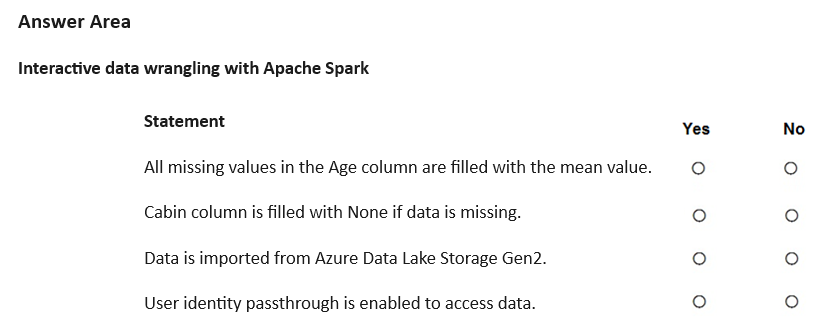 Answer Area
Interactive data wrangling with Apache Spark
Statement Yes No
All missing values in the Age column are filled with the mean value.
Cabin column is filled with None if data is missing.
Data is imported from Azure Data Lake Storage Gen2.
User identity passthrough is enabled to access data.